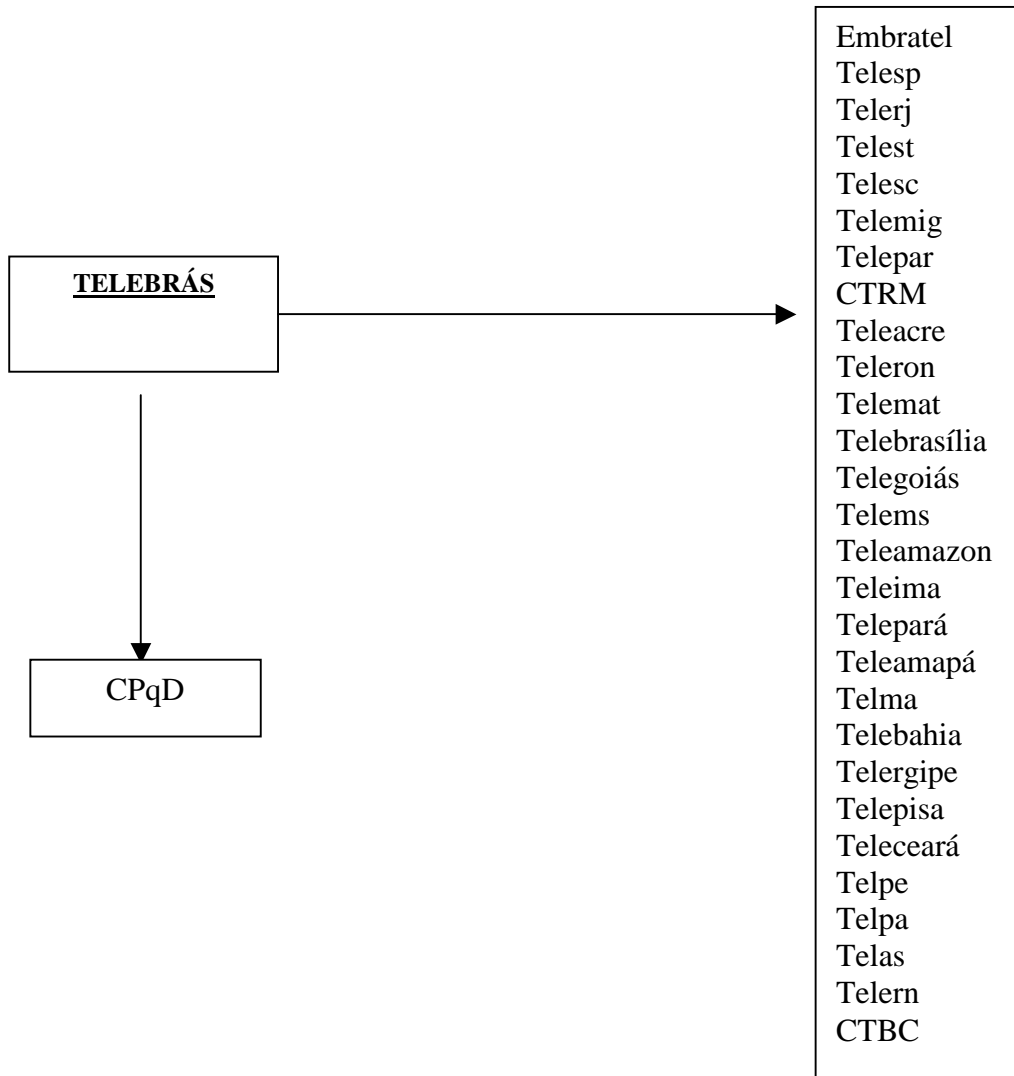 TELEBRÁS
CPqD
Embratel
Telesp
Telerj
Telest
Telesc
Telemig
Telepar
CTRM
Teleacre
Teleron
Telemat
Telebrasília
Telegoiás
Telems
Teleamazon
Teleima
Telepará
Teleamapá
Telma
Telebahia
Telergipe
Telepisa
Teleceará
Telpe
Telpa
Telas
Telern
CTBC